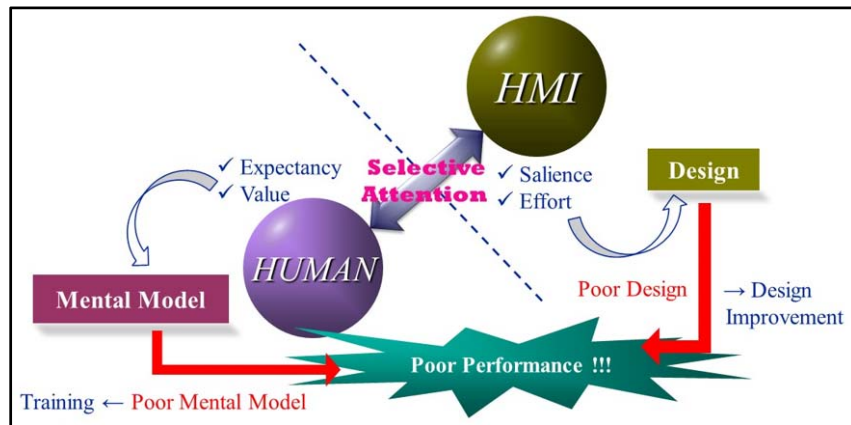 HMI
Selective
Attention
✓ Expectancy
✓ Value
✓ Salience
✓ Effort
Design
HUMAN
Mental Model
Poor Design
→ Design
Improvement
Poor Performance !!!
Training ← Poor Mental Model